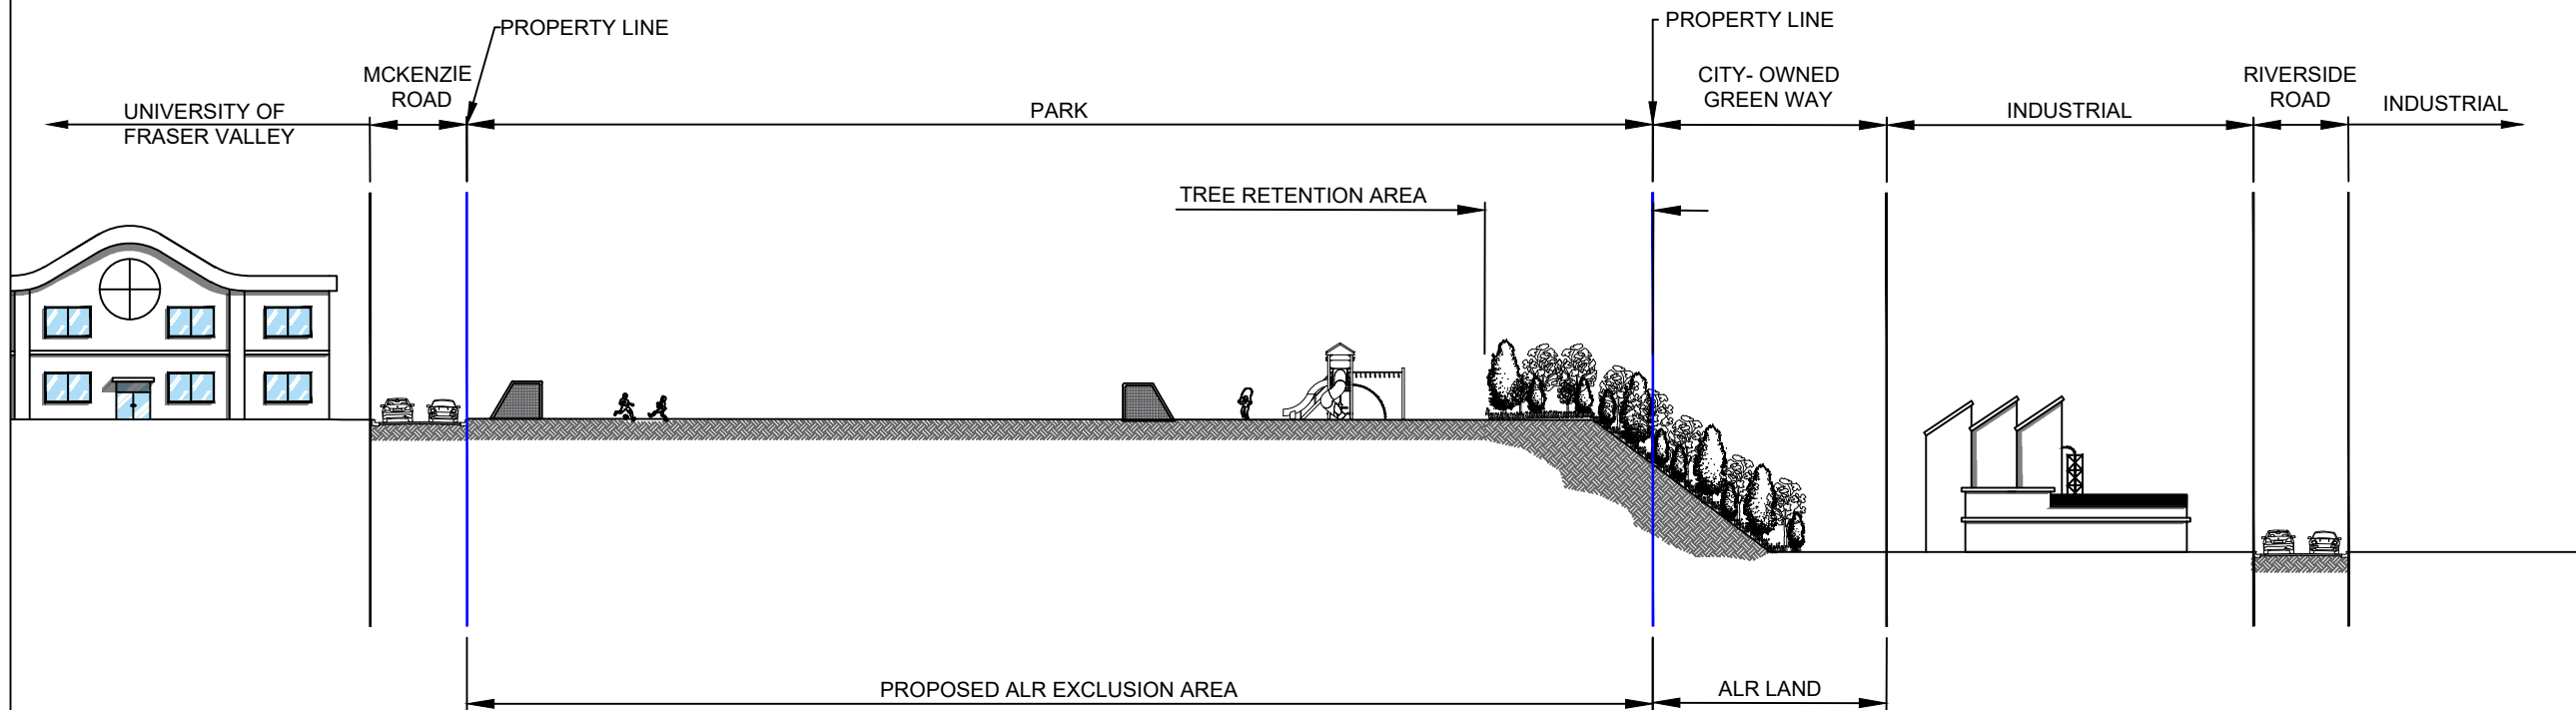 PROPERTY LINE
PROPERTY LINE
MCKENZIE
ROAD
CITY- OWNED
GREEN WAY
RIVERSIDE
ROAD
UNIVERSITY OF
FRASER VALLEY
PARK
INDUSTRIAL
INDUSTRIAL
TREE RETENTION AREA
PROPOSED ALR EXCLUSION AREA
ALR LAND